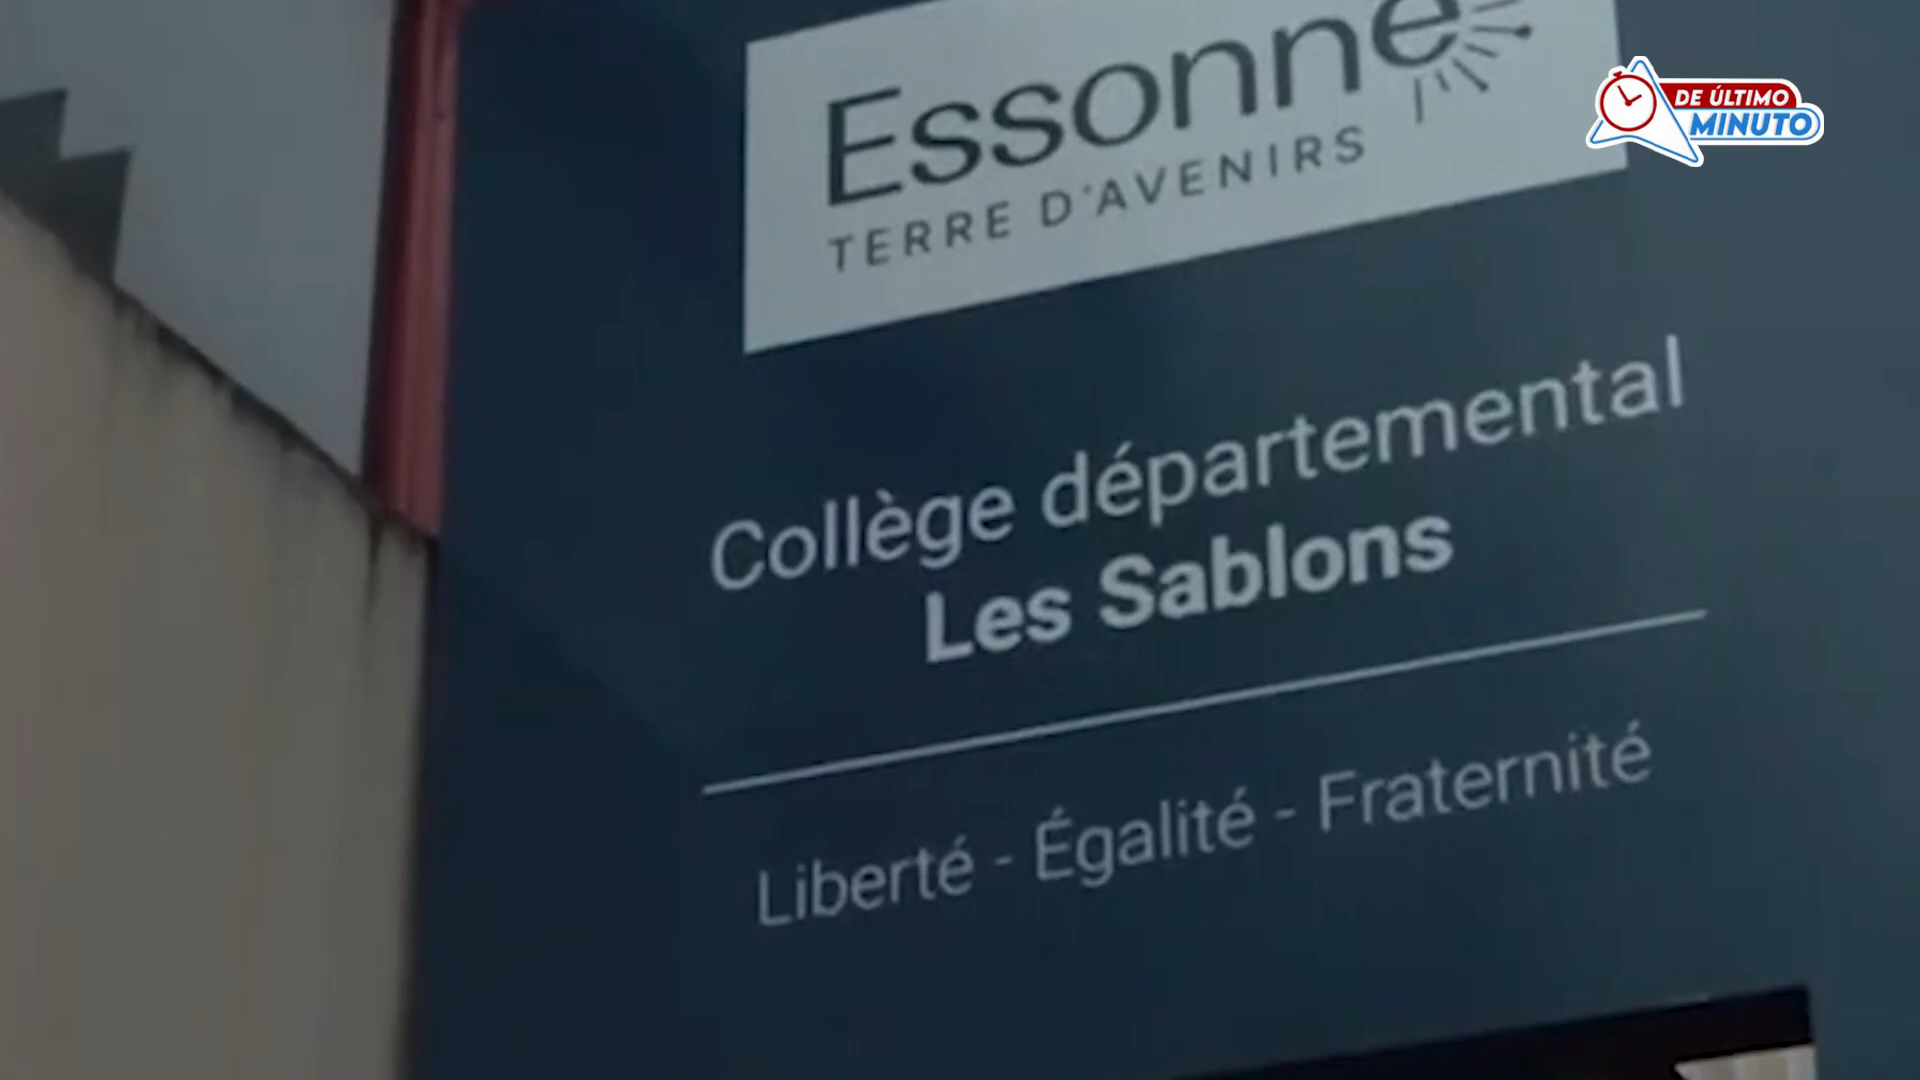 Essonne
TERRE D'AVENIRS
DE ÚLTIMO
MINUTO
Collège départemental
Les Sablons
Liberté - Égalité - Fraternité